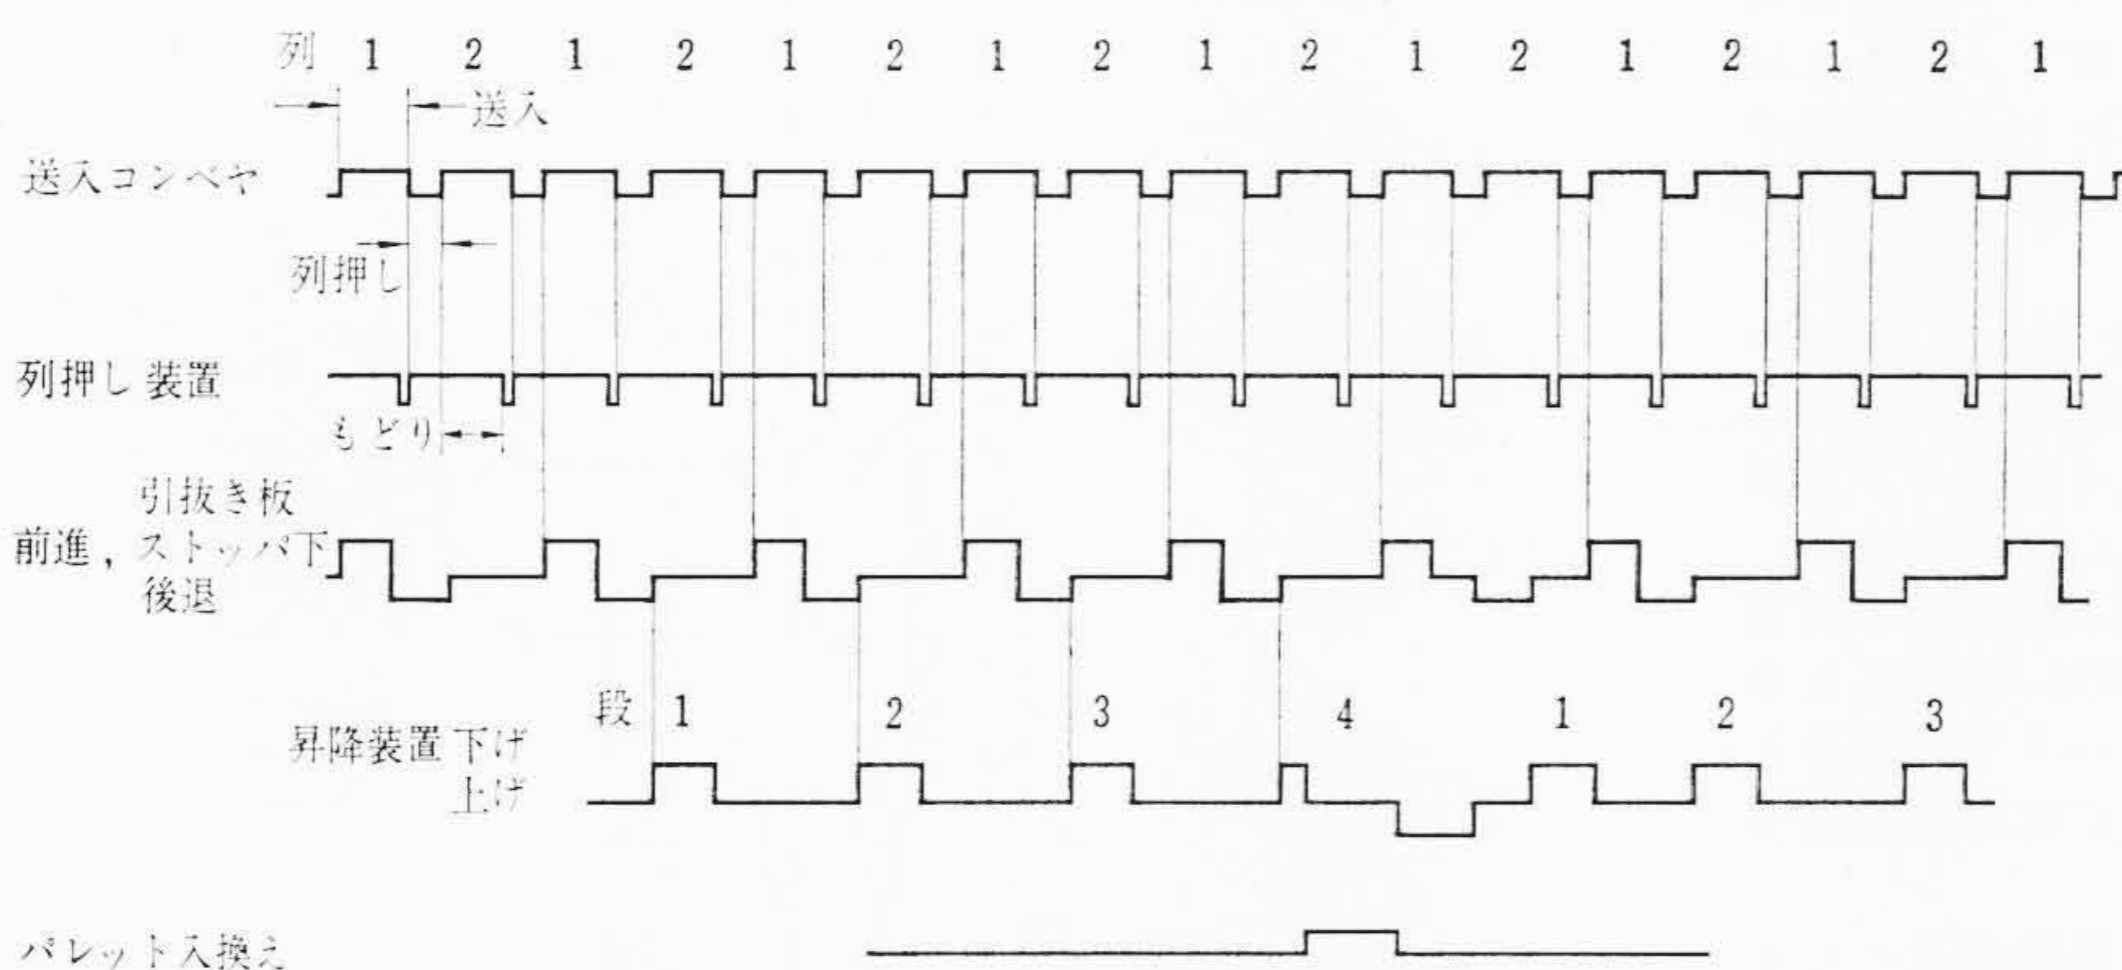 列 1 2 1 2 1 2 1 2 1 2 1 2 1 2 1 2 1
送入
送入コンベヤ
列押し
列押し装置
もどり
引抜き板
前進,ストッパ下
後退
段 1 2 3 4 1 2 3
昇降装置 下げ
上げ
パレット入換え